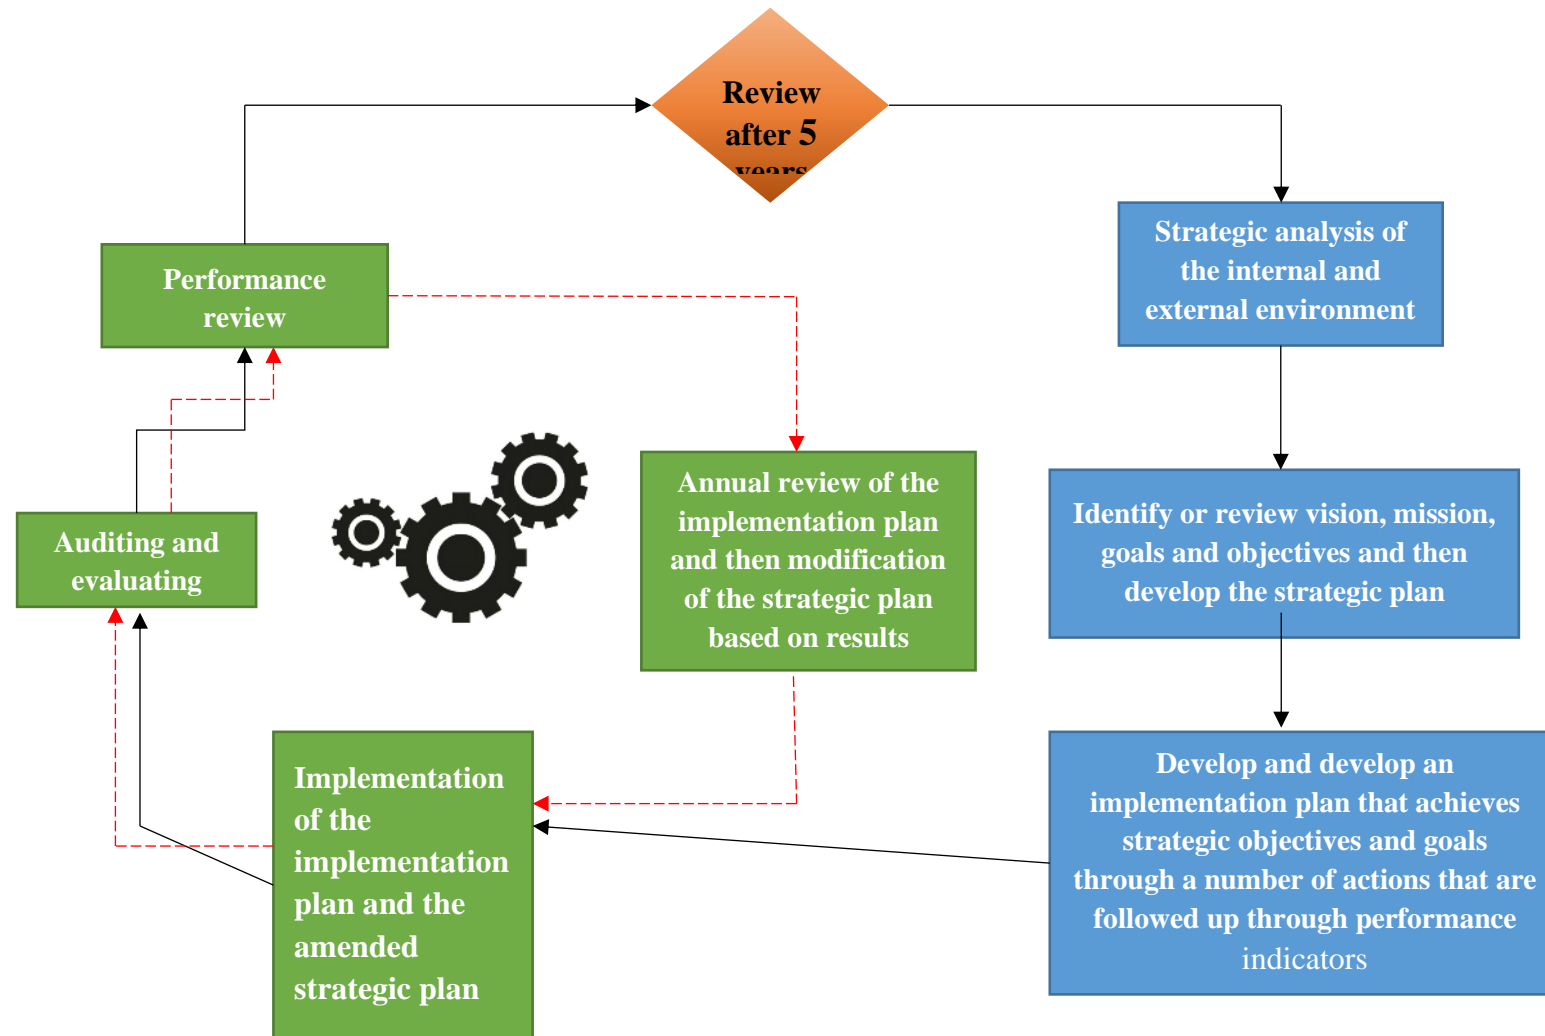 Review
after 5
years
Strategic analysis of
the internal and
external environment
Performance
review
Annual review of the
implementation plan
and then modification
of the strategic plan
based on results
Identify or review vision, mission,
goals and objectives and then
develop the strategic plan
Auditing and
evaluating
Implementation
of the
implementation
plan and the
amended
strategic plan
Develop and develop an
implementation plan that achieves
strategic objectives and goals
through a number of actions that are
followed up through performance
indicators